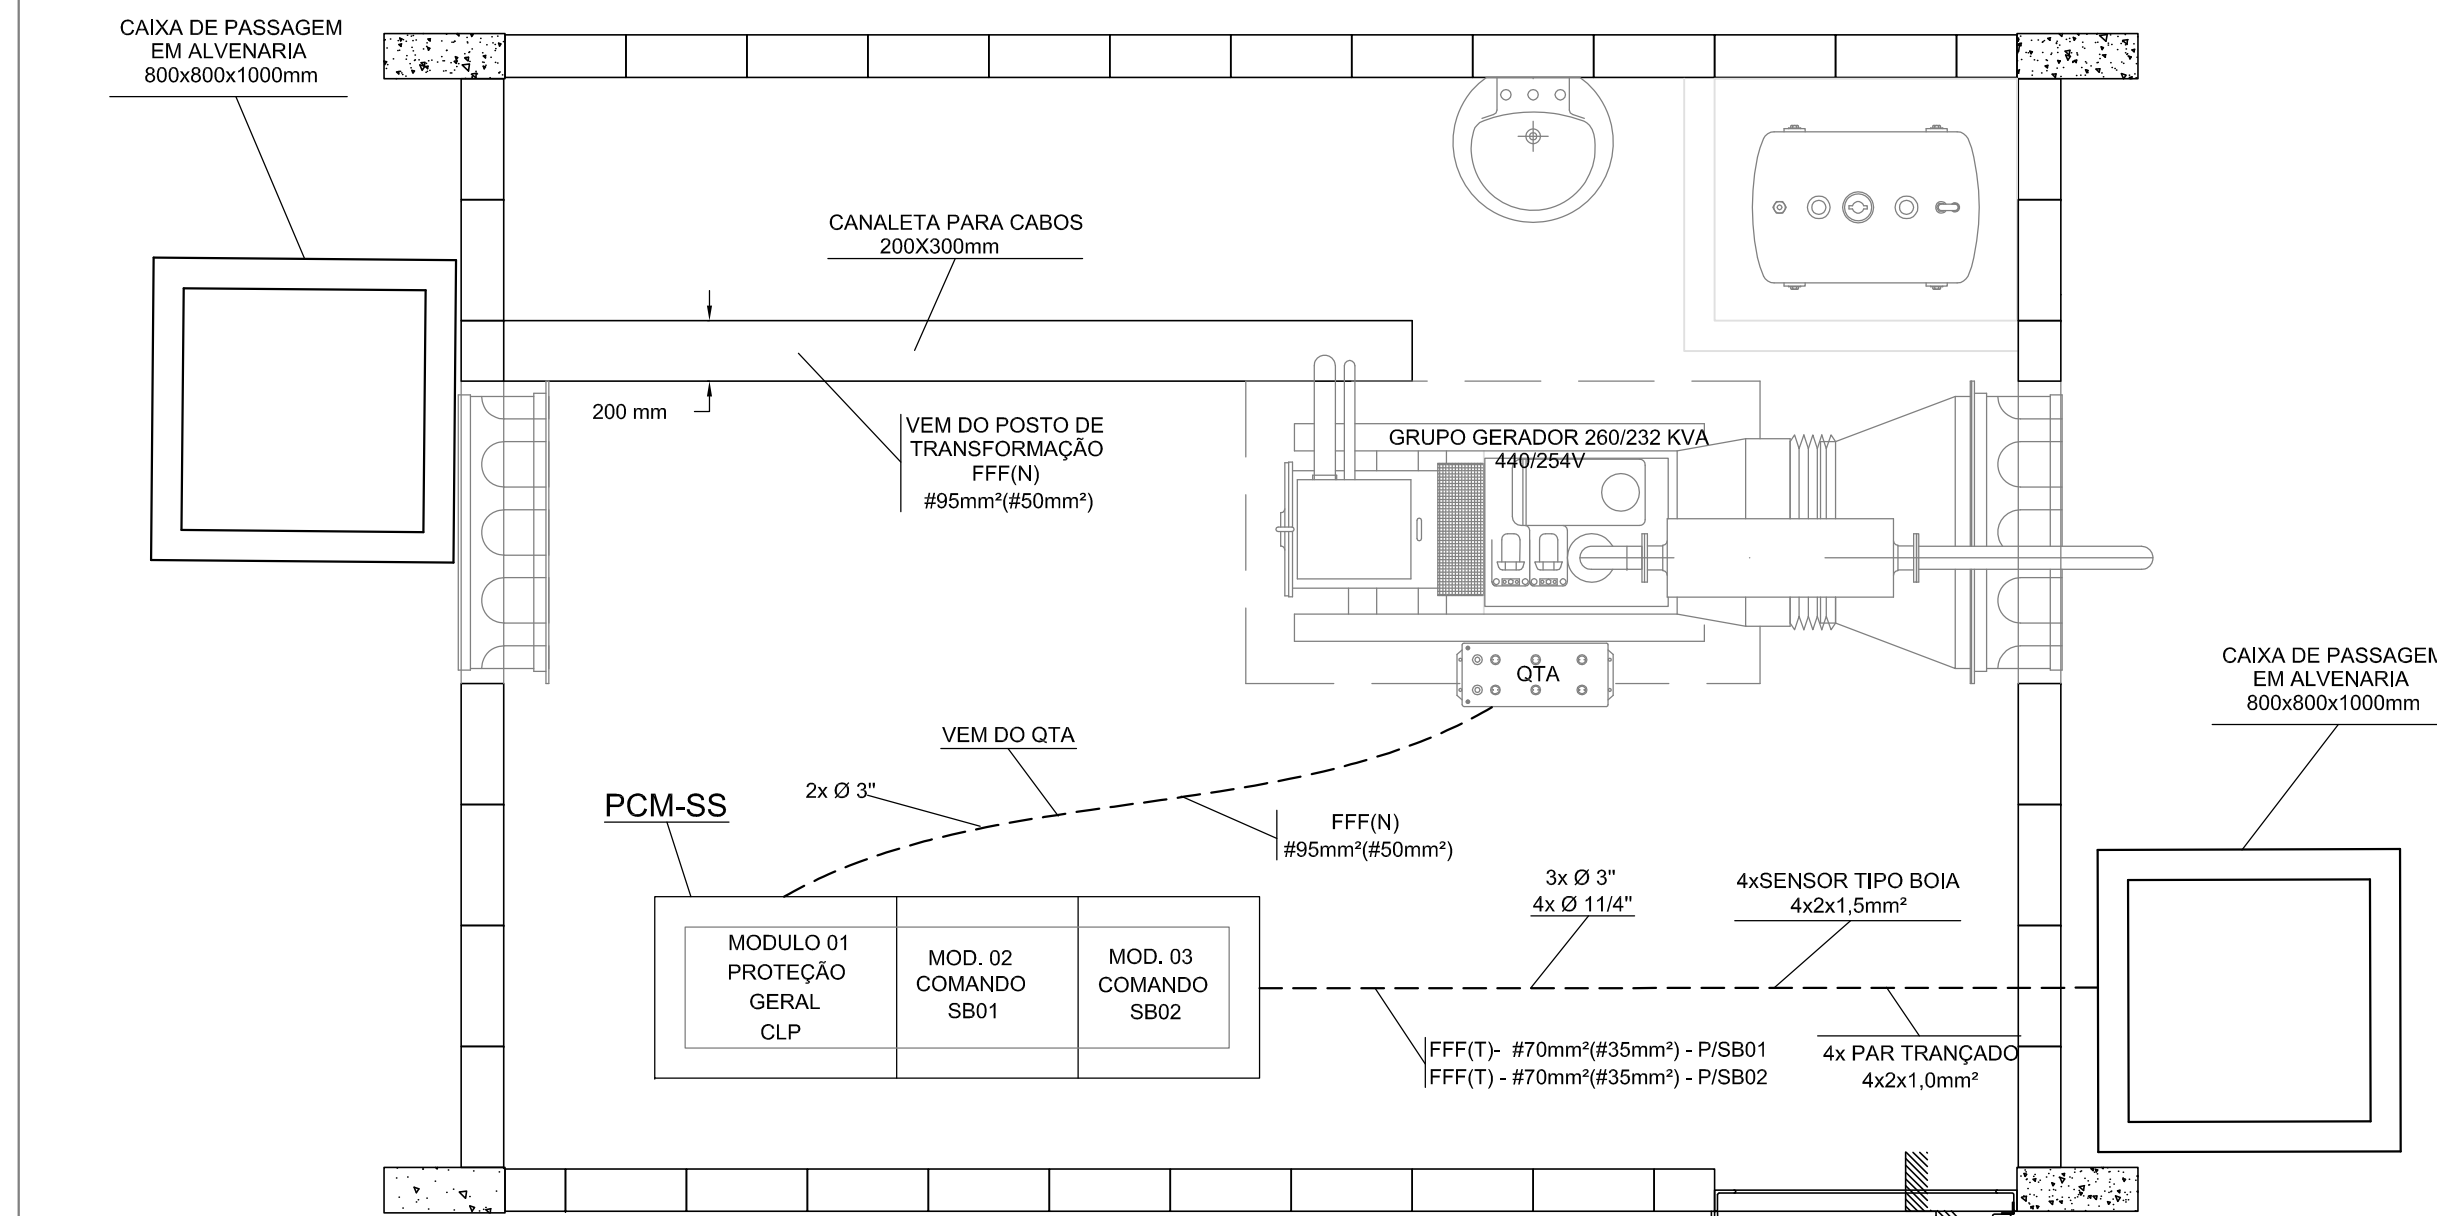 CAIXA DE PASSAGEM
EM ALVENARIA
800x800x1000mm
CANALETA PARA CABOS
200X300mm
200 mm
VEM DO POSTO DE
TRANSFORMAÇÃO
FFF(N)
#95mm²(#50mm²)
GRUPO GERADOR 260/232 KVA
440/254V
QTA
CAIXA DE PASSAGEM
EM ALVENARIA
800x800x1000mm
VEM DO QTA
2x Ø 3"
PCM-SS
FFF(N)
#95mm²(#50mm²)
3x Ø 3"
4x Ø 11/4"
4xSENSOR TIPO BOIA
4x2x1,5mm²
MODULO 01
PROTEÇÃO
GERAL
CLP
MOD. 02
COMANDO
SB01
MOD. 03
COMANDO
SB02
FFF(T)- #70mm²(#35mm²) - P/SB01
FFF(T) - #70mm²(#35mm²) - P/SB02
4x PAR TRANÇADO
4x2x1,0mm²